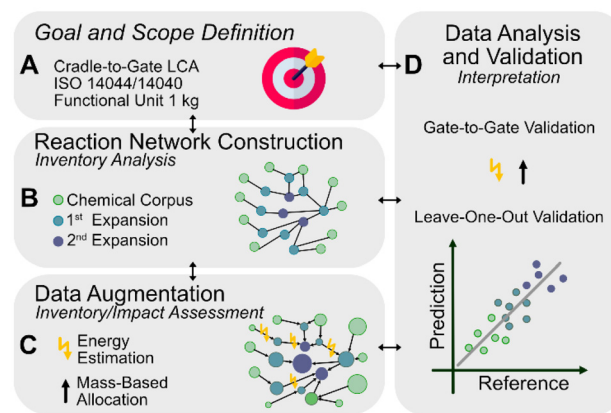 Goal and Scope Definition
A
Cradle-to-Gate LCA
ISO 14044/14040
Functional Unit 1 kg
Reaction Network Construction
Inventory Analysis
B
Chemical Corpus
1st Expansion
2nd Expansion
Data Augmentation
Inventory/Impact Assessment
C
Energy
Estimation
Mass-Based
Allocation
Data Analysis
and Validation
D
Interpretation
Gate-to-Gate Validation
Leave-One-Out Validation
Prediction
Reference